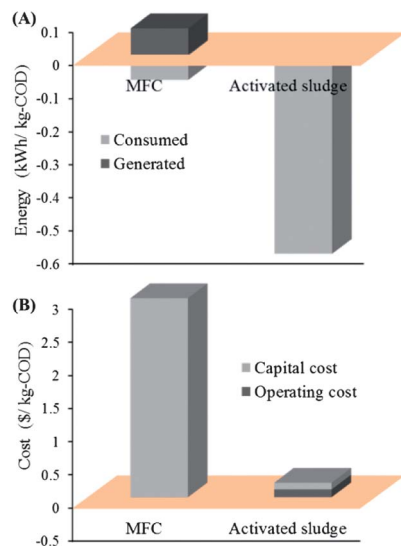 (A)
0.1
0
-0.1
-0.2
-0.3
-0.4
-0.5
-0.6
Energy (kWh/ kg-COD)
MFC
Activated sludge
Consumed
Generated
(B)
3
2.5
2
1.5
1
0.5
0
-0.5
Cost ($/ kg-COD)
Capital cost
Operating cost
MFC
Activated sludge